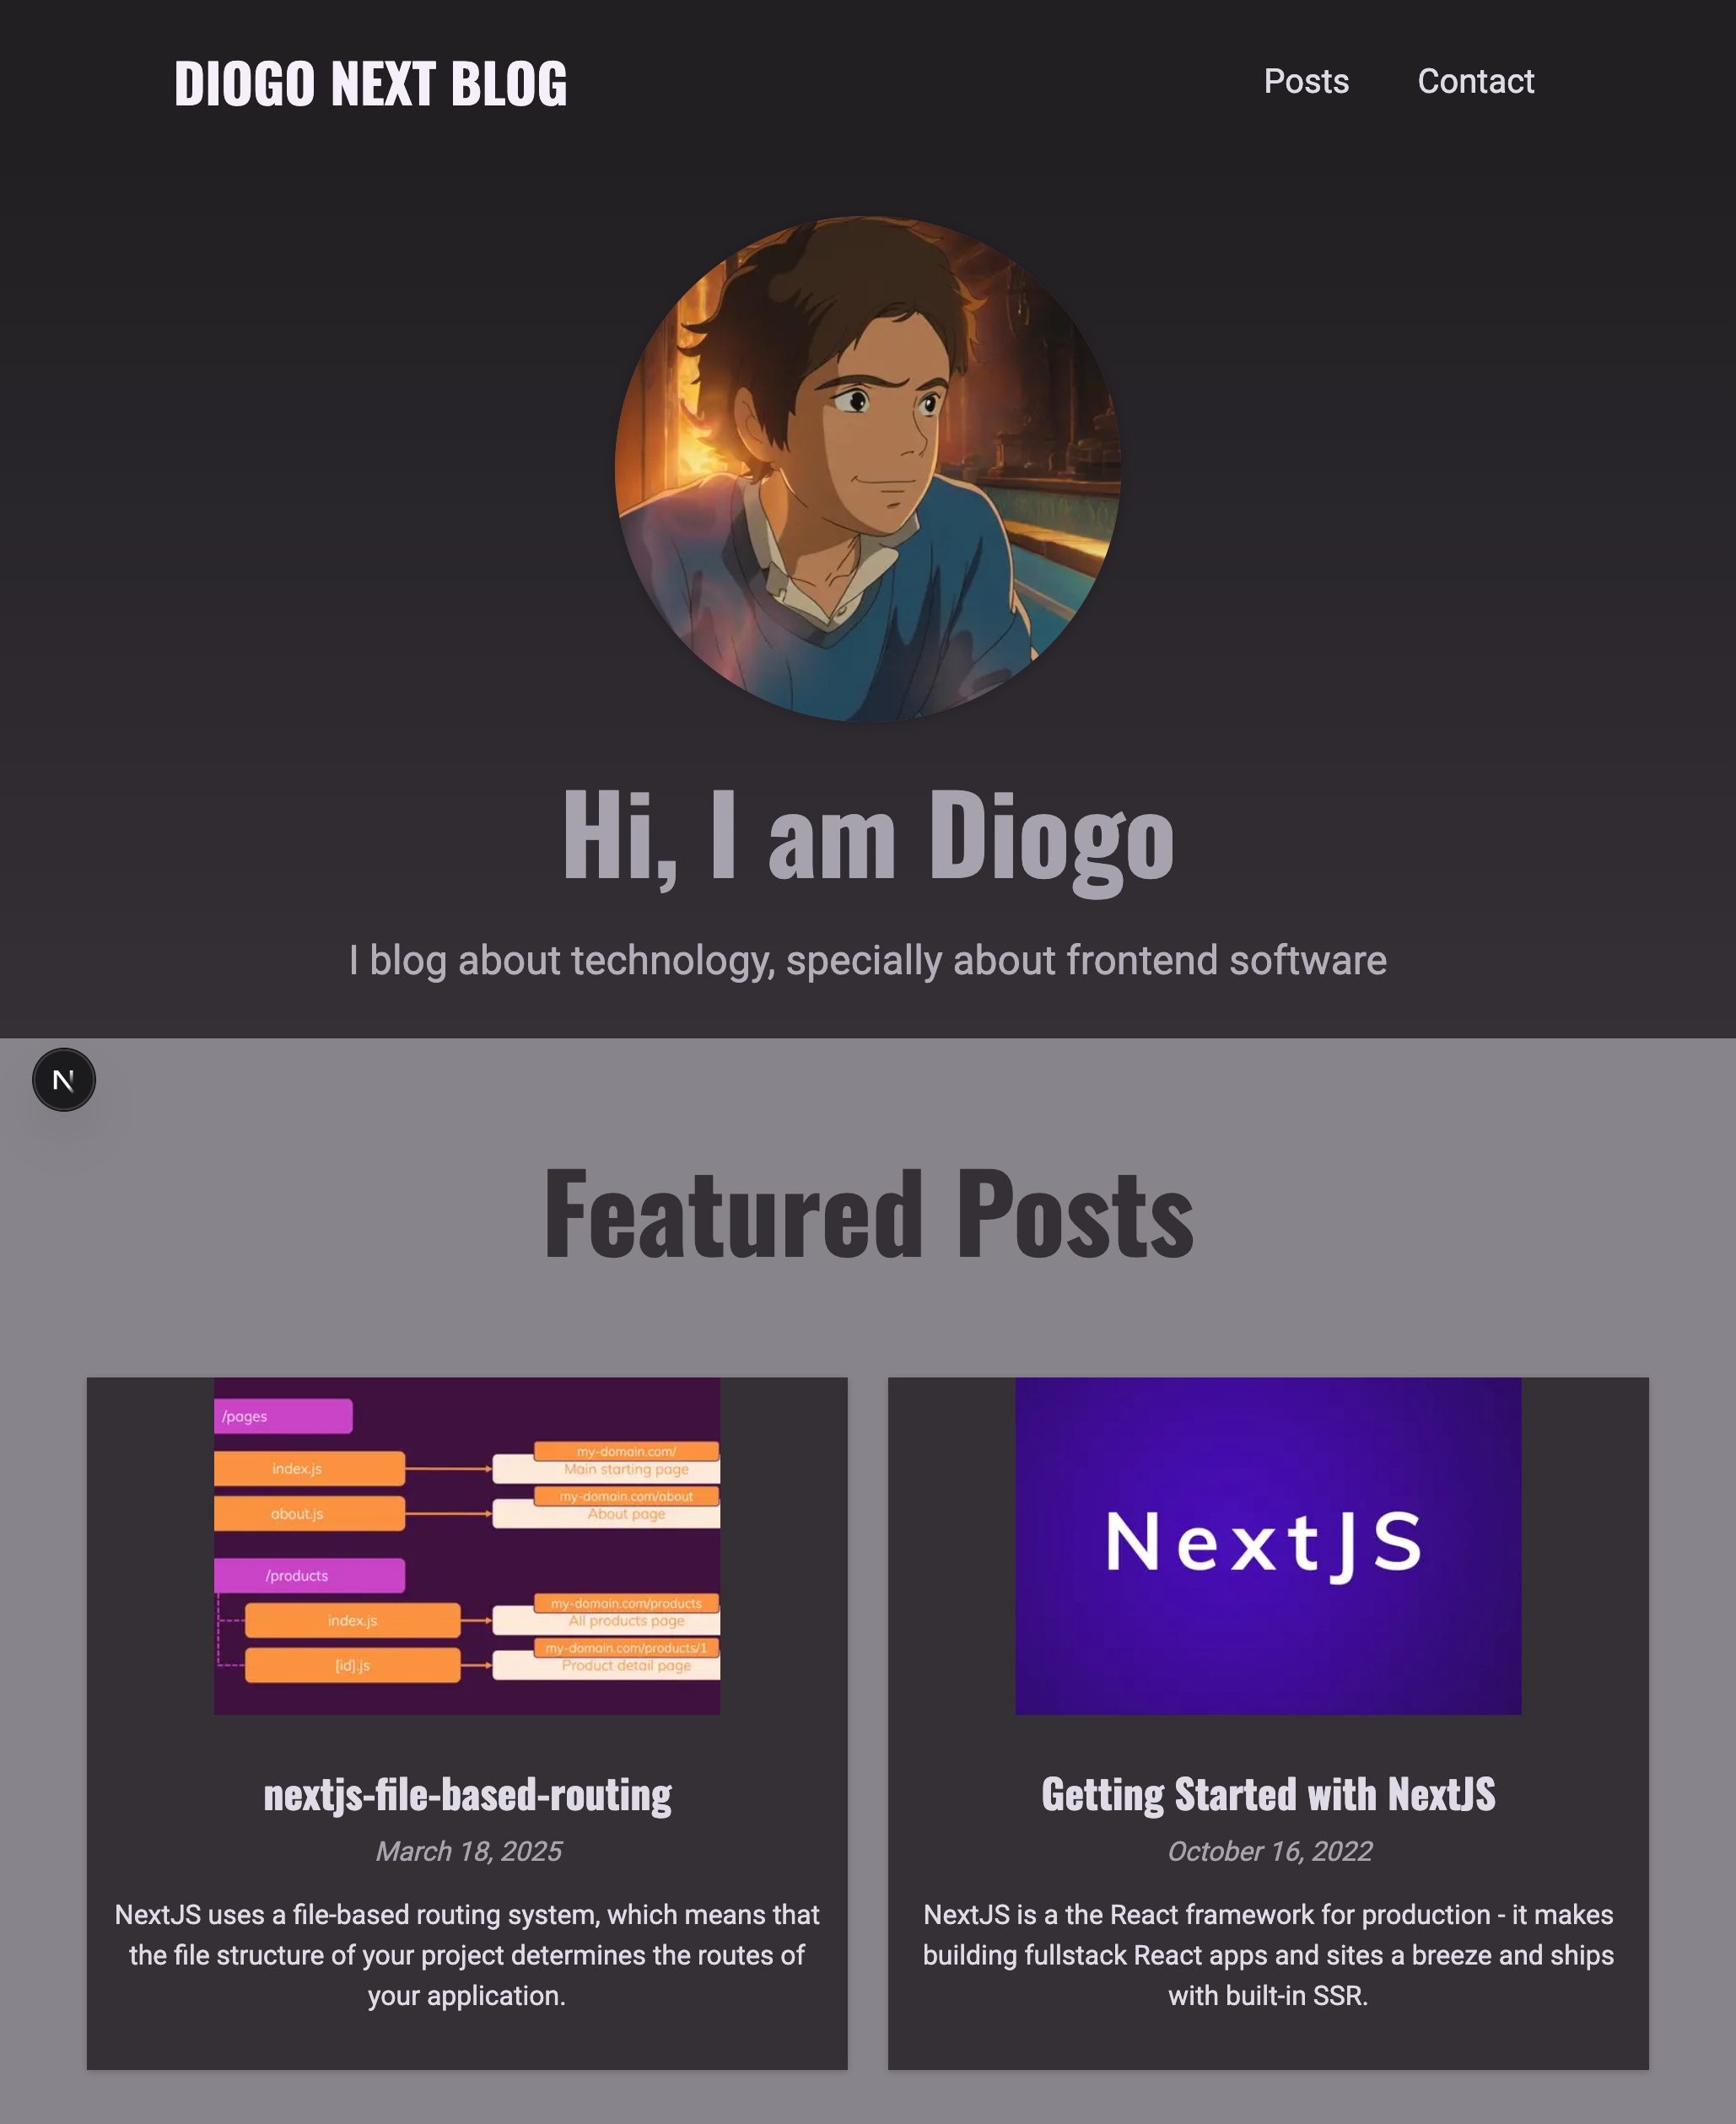 DIOGO NEXT BLOG
Posts
Contact
Hi, I am Diogo
I blog about technology, specially about frontend software
N
Featured Posts
/pages
index.js
my-domain.com/
Main starting page
about.js
my-domain.com/about
About page
/products
index.js
my-domain.com/products
All products page
[id].js
my-domain.com/products/1
Product detail page
nextjs-file-based-routing
March 18, 2025
NextJS uses a file-based routing system, which means that
the file structure of your project determines the routes of
your application.
NextJS
Getting Started with NextJS
October 16, 2022
NextJS is a the React framework for production - it makes
building fullstack React apps and sites a breeze and ships
with built-in SSR.